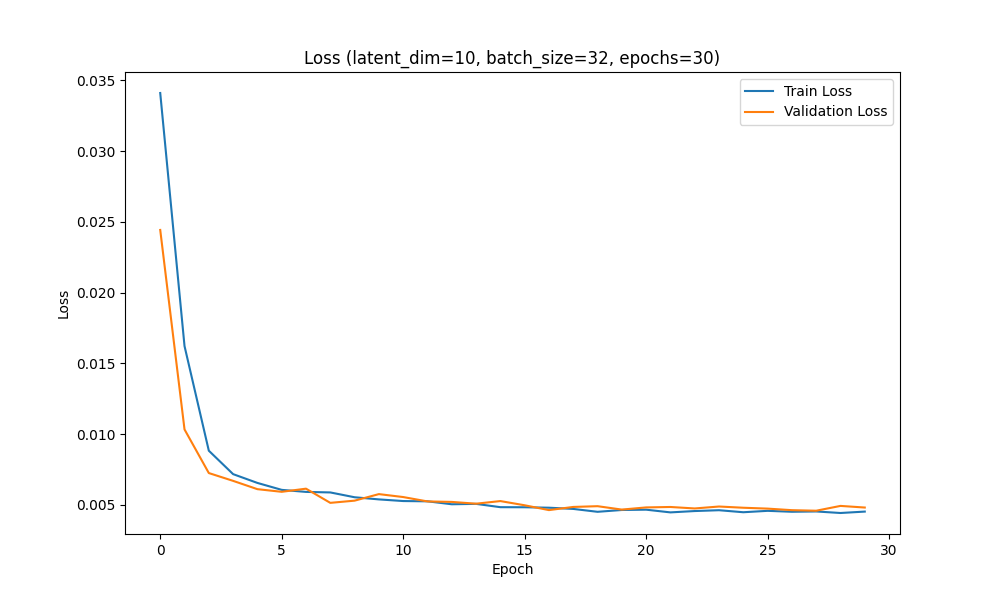 Loss (latent_dim=10, batch_size=32, epochs=30)
Train Loss
Validation Loss
0.035
0.030
0.025
0.020
0.015
0.010
0.005
Loss
0 5 10 15 20 25 30
Epoch